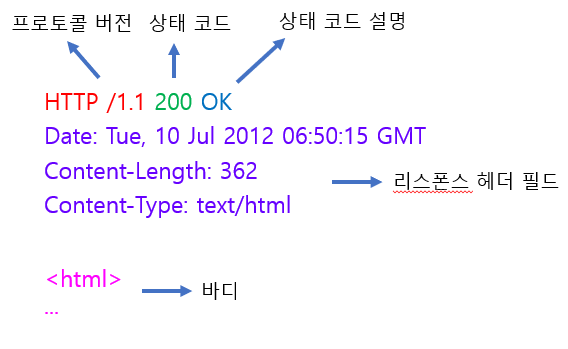 프로토콜 버전 상태 코드 상태 코드 설명
HTTP /1.1 200 OK
Date: Tue, 10 Jul 2012 06:50:15 GMT
Content-Length: 362
리스폰스 헤더 필드
Content-Type: text/html
<html>
바디
...